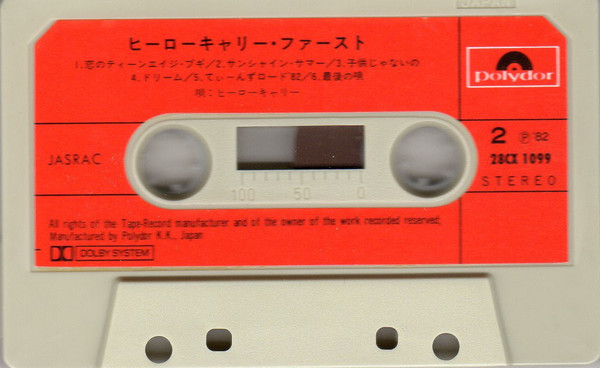 JAPAN
ヒーローキャリー・ファースト
1.恋のティーンエイジ・ブギ/2.サンシャイン・サマー/3.子供じゃないの
4.ドリーム/5.てぃーんずロード'82/6.最後の唄
唄:ヒーローキャリー
polydor
JASRAC
2 Ⓟ'82
28CX 1099
STEREO
100 50 0
All rights of the Tape-Record manufacturer and of the owner of the work recorded reserved;
Manufactured by Polydor K.K., Japan
DOLBY SYSTEM